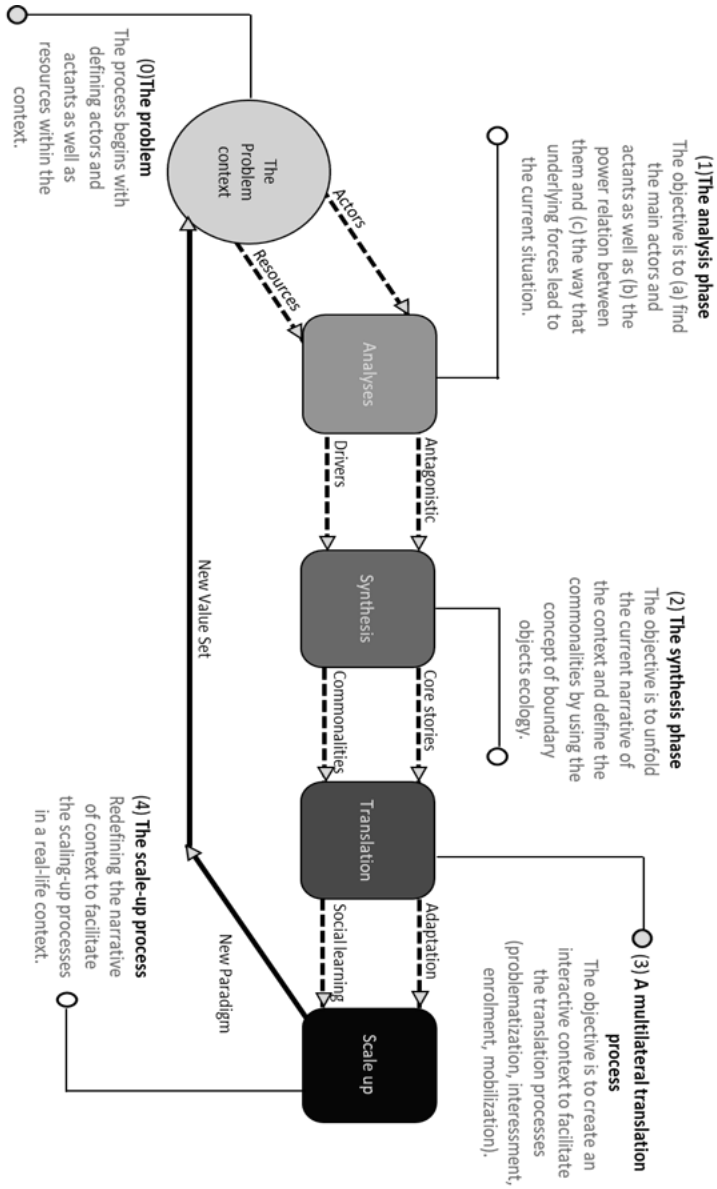 (1)The analysis phase
The objective is to (a) find
the main actors and
actants as well as (b) the
power relation between
them and (c) the way that
underlying forces lead to
the current situation.
(2) The synthesis phase
The objective is to unfold
the current narrative of
the context and define the
commonalities by using the
concept of boundary
objects ecology.
(3) A multilateral translation
process
The objective is to create an
interactive context to facilitate
the translation processes
(problematization, interessment,
enrolment, mobilization).
The
Problem
context
Actors
Resources
Analyses
Antagonistic
Drivers
Synthesis
Core stories
Commonalities
Translation
Adaptation
Social learning
Scale up
New Value Set
New Paradigm
(0)The problem
The process begins with
defining actors and
actants as well as
resources within the
context.
(4) The scale-up process
Redefining the narrative
of context to facilitate
the scaling-up processes
in a real-life context.